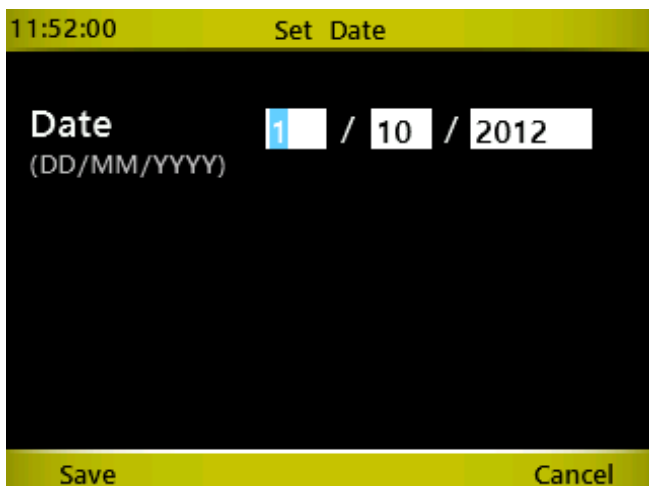 11:52:00 Set Date
Date 1 / 10 / 2012
(DD/MM/YYYY)
Save Cancel